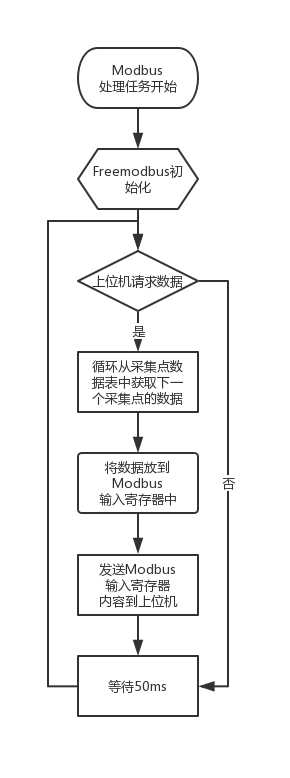 Modbus
处理任务开始
Freemodbus初
始化
上位机请求数据
是
循环从采集点数
据表中获取下一
个采集点的数据
将数据放到
Modbus
输入寄存器中
否
发送Modbus
输入寄存器
内容到上位机
等待50ms